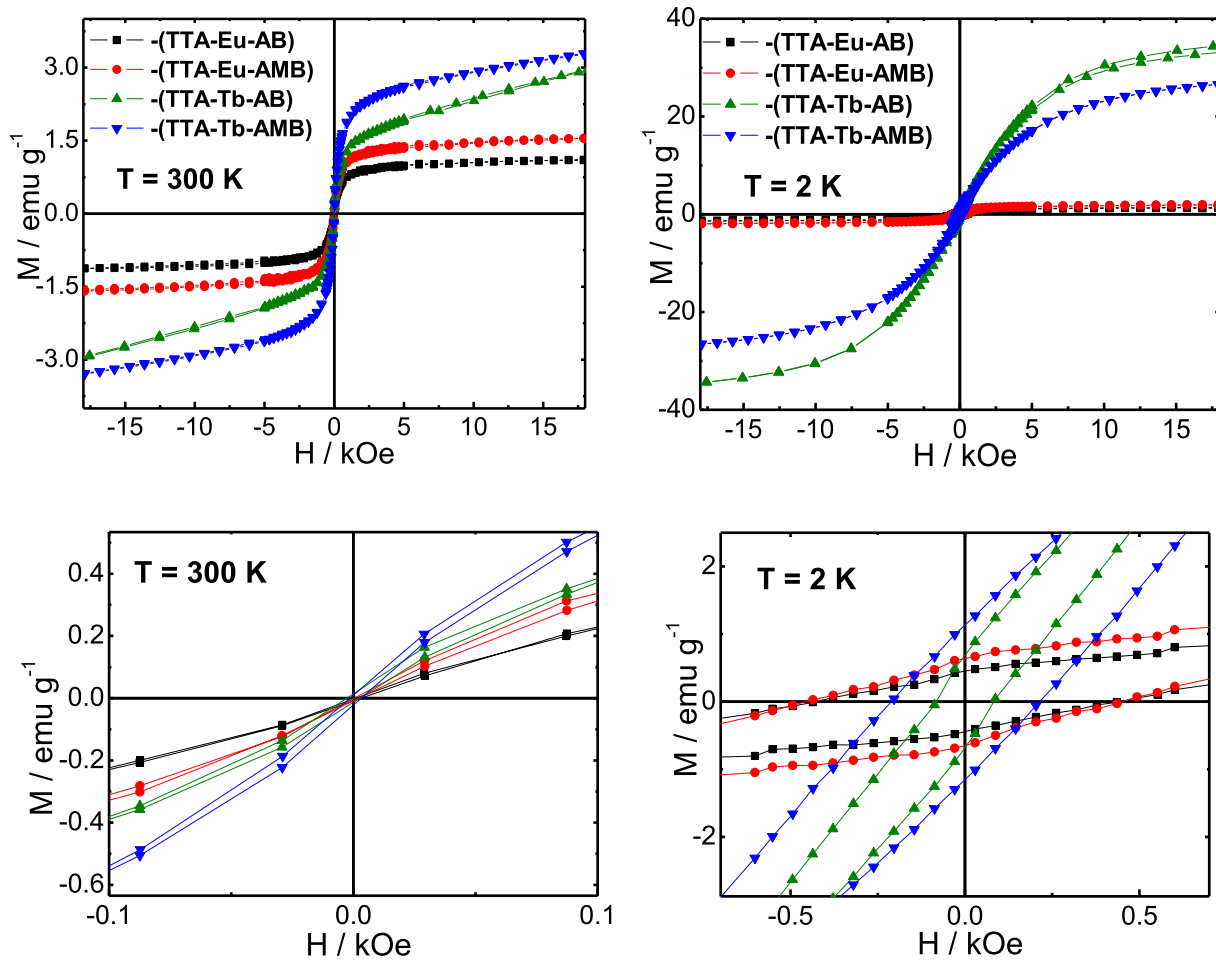 -(TTA-Eu-AB)
-(TTA-Eu-AMB)
-(TTA-Tb-AB)
-(TTA-Tb-AMB)
T = 300 K
3.0
1.5
0.0
-1.5
-3.0
M / emu g-1
-15 -10 -5 0 5 10 15
H / kOe
-(TTA-Eu-AB)
-(TTA-Eu-AMB)
-(TTA-Tb-AB)
-(TTA-Tb-AMB)
T = 2 K
40
20
0
-20
-40
M / emu g-1
-15 -10 -5 0 5 10 15
H / kOe
T = 300 K
0.4
0.2
0.0
-0.2
-0.4
-0.6
M / emu g-1
-0.1 0.0 0.1
H / kOe
T = 2 K
2
0
-2
M / emu g-1
-0.5 0.0 0.5
H / kOe